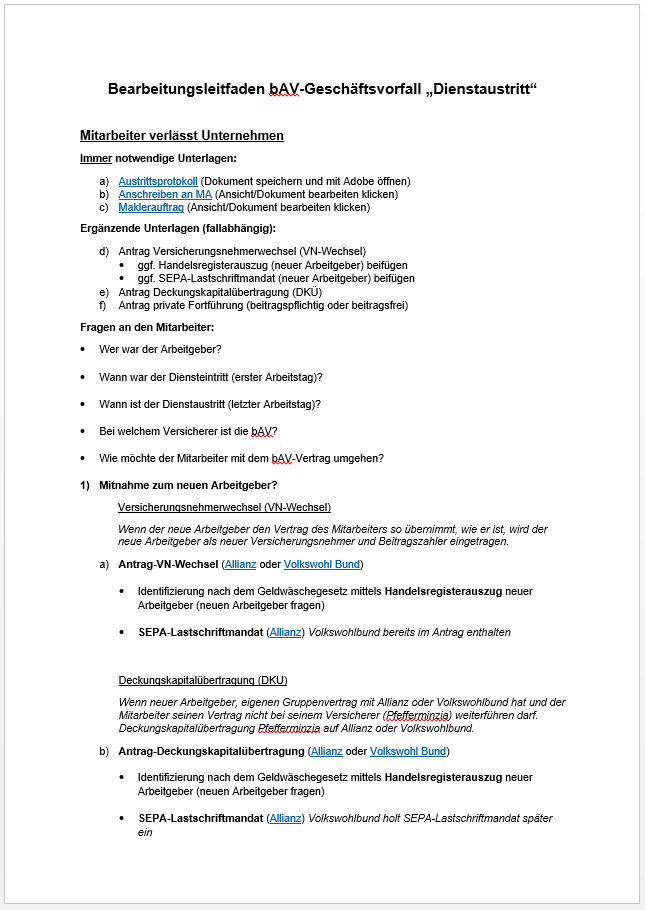 Bearbeitungsleitfaden bAV-Geschäftsvorfall „Dienstaustritt“
Mitarbeiter verlässt Unternehmen
Immer notwendige Unterlagen:
a) Austrittsprotokoll (Dokument speichern und mit Adobe öffnen)
b) Anschreiben an MA (Ansicht/Dokument bearbeiten klicken)
c) Maklerauftrag (Ansicht/Dokument bearbeiten klicken)
Ergänzende Unterlagen (fallabhängig):
d) Antrag Versicherungsnehmerwechsel (VN-Wechsel)
• ggf. Handelsregisterauszug (neuer Arbeitgeber) beifügen
• ggf. SEPA-Lastschriftmandat (neuer Arbeitgeber) beifügen
e) Antrag Deckungskapitalübertragung (DKÜ)
f) Antrag private Fortführung (beitragspflichtig oder beitragsfrei)
Fragen an den Mitarbeiter:
• Wer war der Arbeitgeber?
• Wann war der Diensteintritt (erster Arbeitstag)?
• Wann ist der Dienstaustritt (letzter Arbeitstag)?
• Bei welchem Versicherer ist die bAV?
• Wie möchte der Mitarbeiter mit dem bAV-Vertrag umgehen?
1) Mitnahme zum neuen Arbeitgeber?
Versicherungsnehmerwechsel (VN-Wechsel)
Wenn der neue Arbeitgeber den Vertrag des Mitarbeiters so übernimmt, wie er ist, wird der
neue Arbeitgeber als neuer Versicherungsnehmer und Beitragszahler eingetragen.
a) Antrag-VN-Wechsel (Allianz oder Volkswohl Bund)
• Identifizierung nach dem Geldwäschegesetz mittels Handelsregisterauszug neuer
Arbeitgeber (neuen Arbeitgeber fragen)
• SEPA-Lastschriftmandat (Allianz) Volkswohlbund bereits im Antrag enthalten
Deckungskapitalübertragung (DKU)
Wenn neuer Arbeitgeber, eigenen Gruppenvertrag mit Allianz oder Volkswohlbund hat und der
Mitarbeiter seinen Vertrag nicht bei seinem Versicherer (Pfefferminzia) weiterführen darf.
Deckungskapitalübertragung Pfefferminzia auf Allianz oder Volkswohlbund.
b) Antrag-Deckungskapitalübertragung (Allianz oder Volkswohl Bund)
• Identifizierung nach dem Geldwäschegesetz mittels Handelsregisterauszug neuer
Arbeitgeber (neuen Arbeitgeber fragen)
• SEPA-Lastschriftmandat (Allianz) Volkswohlbund holt SEPA-Lastschriftmandat später
ein